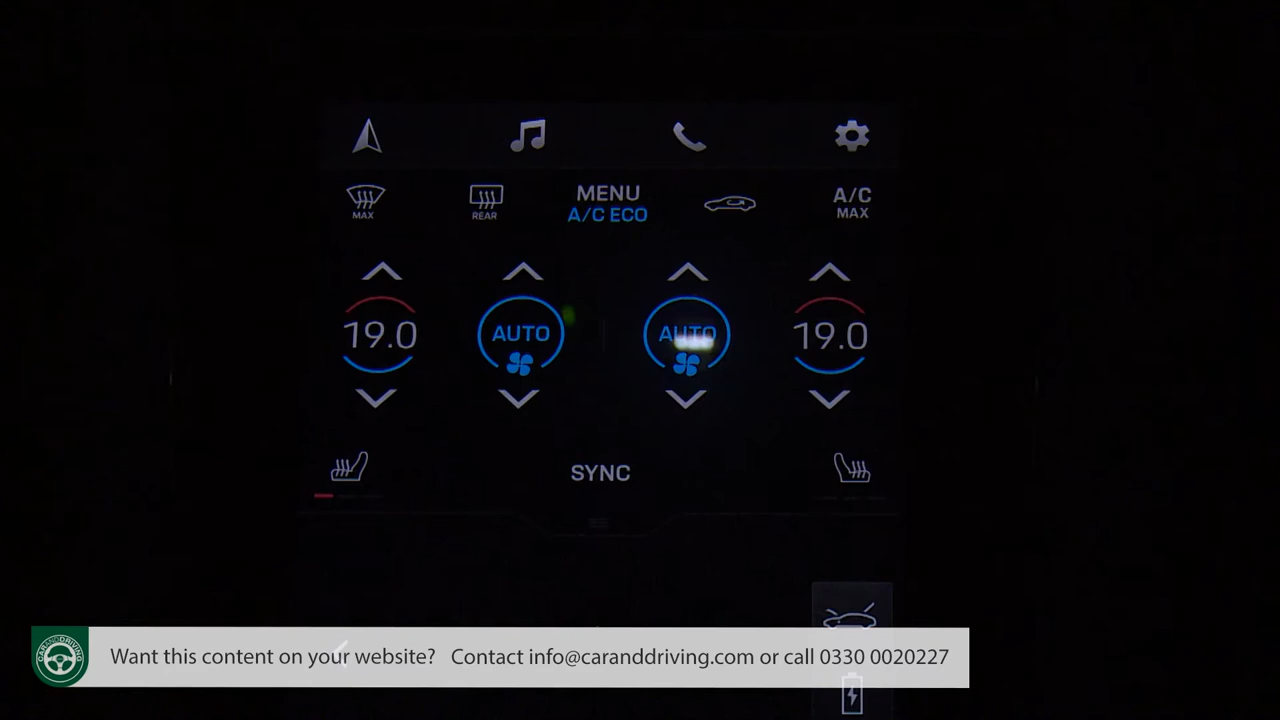 MAX
REAR
MENU
A/C ECO
A/C
MAX
19.0
AUTO
AUTO
19.0
SYNC
CARANDDRIVING
Want this content on your website? Contact info@caranddriving.com or call 0330 0020227